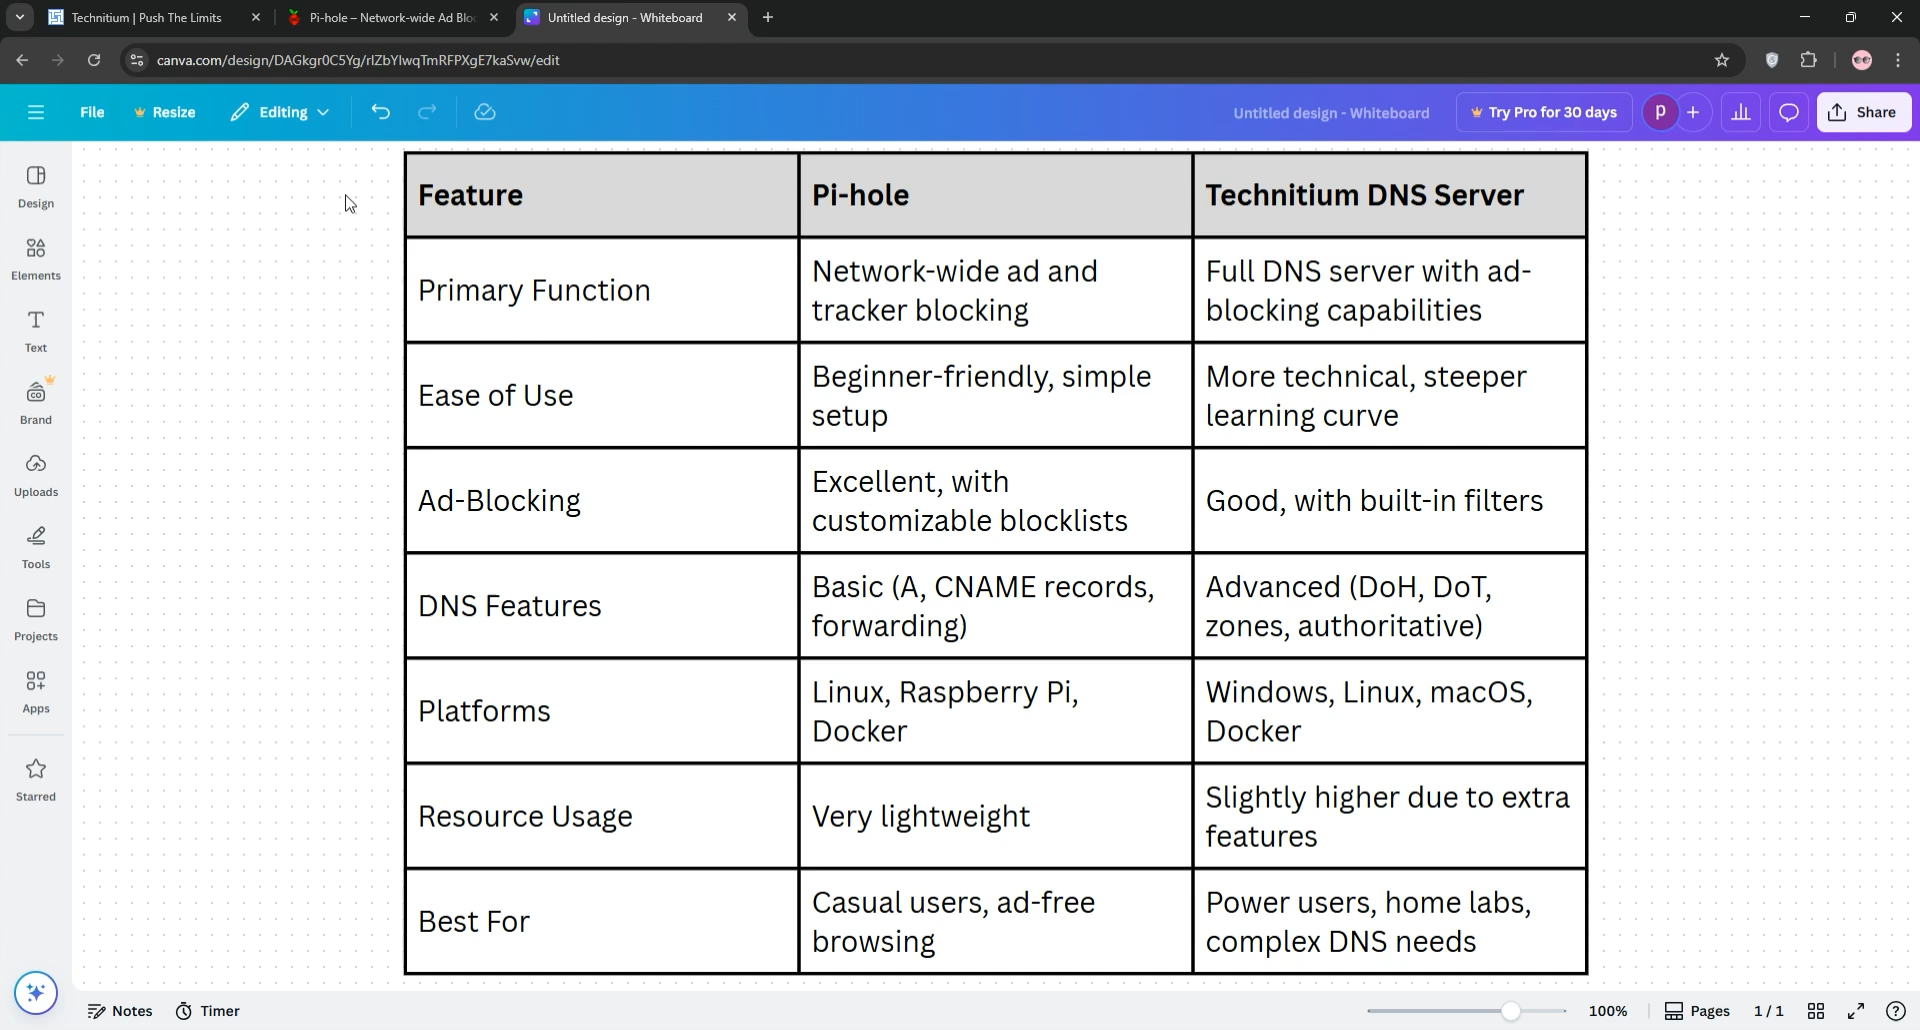 Technitium | Push The Limits
Pi-hole – Network-wide Ad Bloc
Untitled design - Whiteboard
canva.com/design/DAGkgr0C5Yg/rIZbYlwqTmRFPXgE7kaSvw/edit
File
Resize
Editing
Untitled design - Whiteboard
Try Pro for 30 days
P
Share
Design
Elements
Text
Brand
Uploads
Tools
Projects
Apps
Starred
Feature
Pi-hole
Technitium DNS Server
Primary Function
Network-wide ad and
tracker blocking
Full DNS server with ad-
blocking capabilities
Ease of Use
Beginner-friendly, simple
setup
More technical, steeper
learning curve
Ad-Blocking
Excellent, with
customizable blocklists
Good, with built-in filters
DNS Features
Basic (A, CNAME records,
forwarding)
Advanced (DoH, DoT,
zones, authoritative)
Platforms
Linux, Raspberry Pi,
Docker
Windows, Linux, macOS,
Docker
Resource Usage
Very lightweight
Slightly higher due to extra
features
Best For
Casual users, ad-free
browsing
Power users, home labs,
complex DNS needs
Notes
Timer
100%
Pages
1 / 1